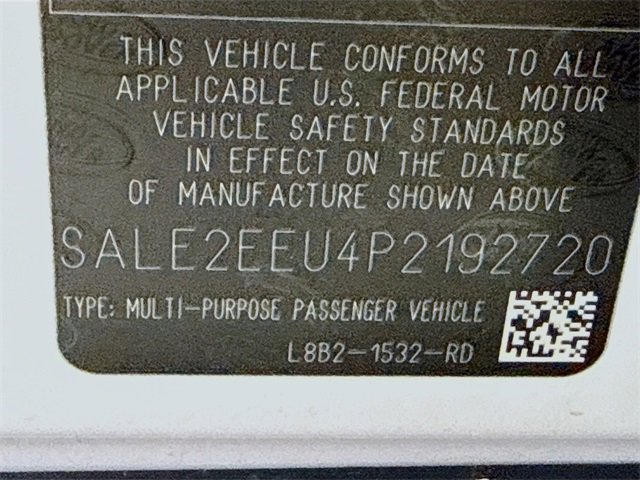 THIS VEHICLE CONFORMS TO ALL
APPLICABLE U.S. FEDERAL MOTOR
VEHICLE SAFETY STANDARDS
IN EFFECT ON THE DATE
OF MANUFACTURE SHOWN ABOVE
SALE2EEU4P2192720
TYPE: MULTI-PURPOSE PASSENGER VEHICLE
L8B2-1532-RD